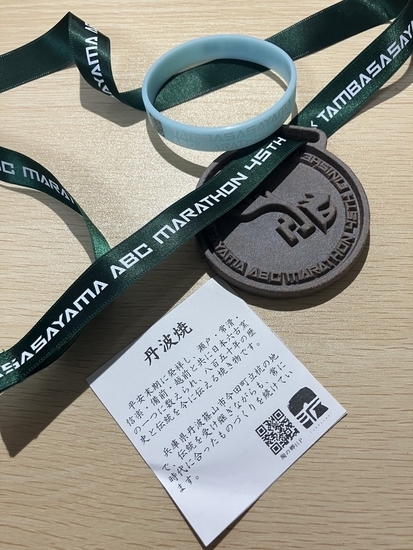 YAMA ABC MARATHON
TAMBASASAYA
ABC MARA
SASAYAMA ABC MARATHON 45TH
YAMA ABC MARATHON 45TH FINISHER
丹波焼
平安末期に発祥し、瀬戸・常滑・
信楽・備前・越前と共に日本六古窯
の一つに数えられ、八百五十年の歴
史と伝統を今に伝える焼き物です。
兵庫県丹波篠山市今田町立杭の地
で、伝統を受け継ぎながらも、常に
時代に合ったものづくりを続けてい
ます。